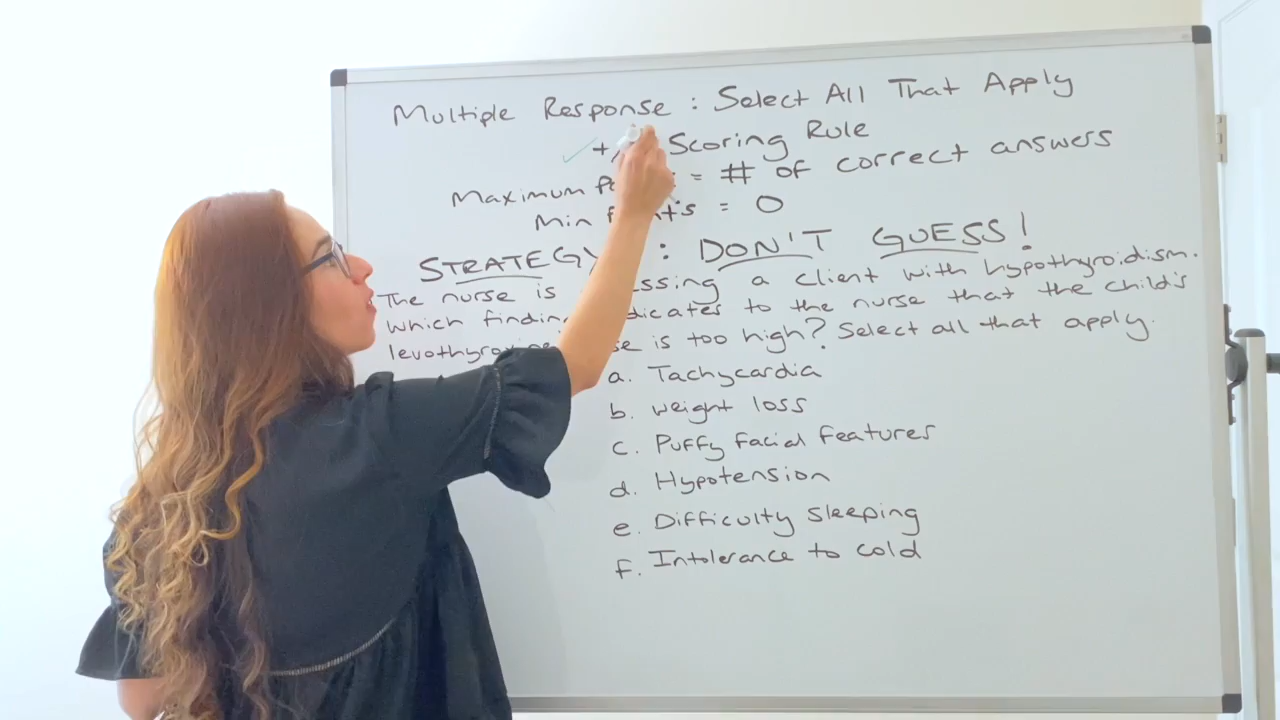 Multiple Response : Select All That Apply
+/ Scoring Rule
Maximum = # of correct answers
Min = 0
STRATEGY : DON'T GUESS!
The nurse is a client with hypothyroidism.
which to the nurse that the child's
is too high? Select all that apply.
a. Tachycardia
b. weight loss
c. Puffy facial features
d. Hypotension
e. Difficulty sleeping
f. Intolerance to cold